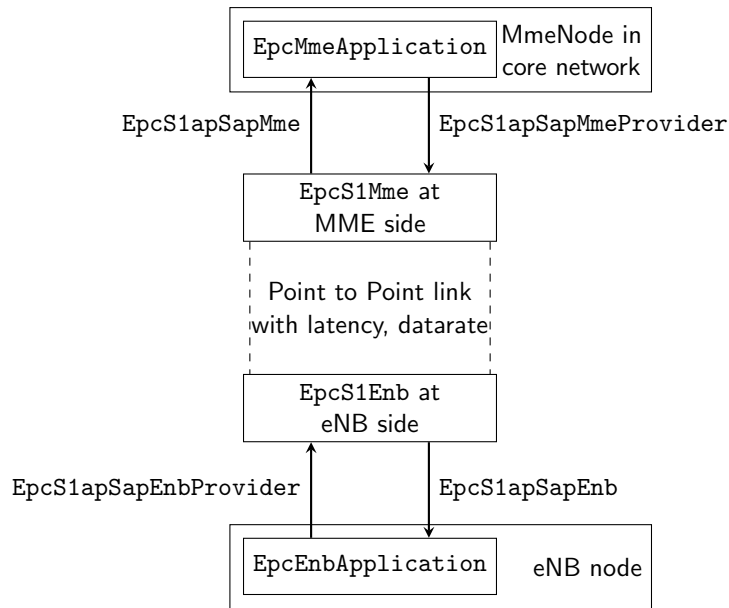 EpcMmeApplication
MmeNode in
core network
EpcS1apSapMme
EpcS1apSapMmeProvider
EpcS1Mme at
MME side
Point to Point link
with latency, datarate
EpcS1Enb at
eNB side
EpcS1apSapEnbProvider
EpcS1apSapEnb
EpcEnbApplication
eNB node